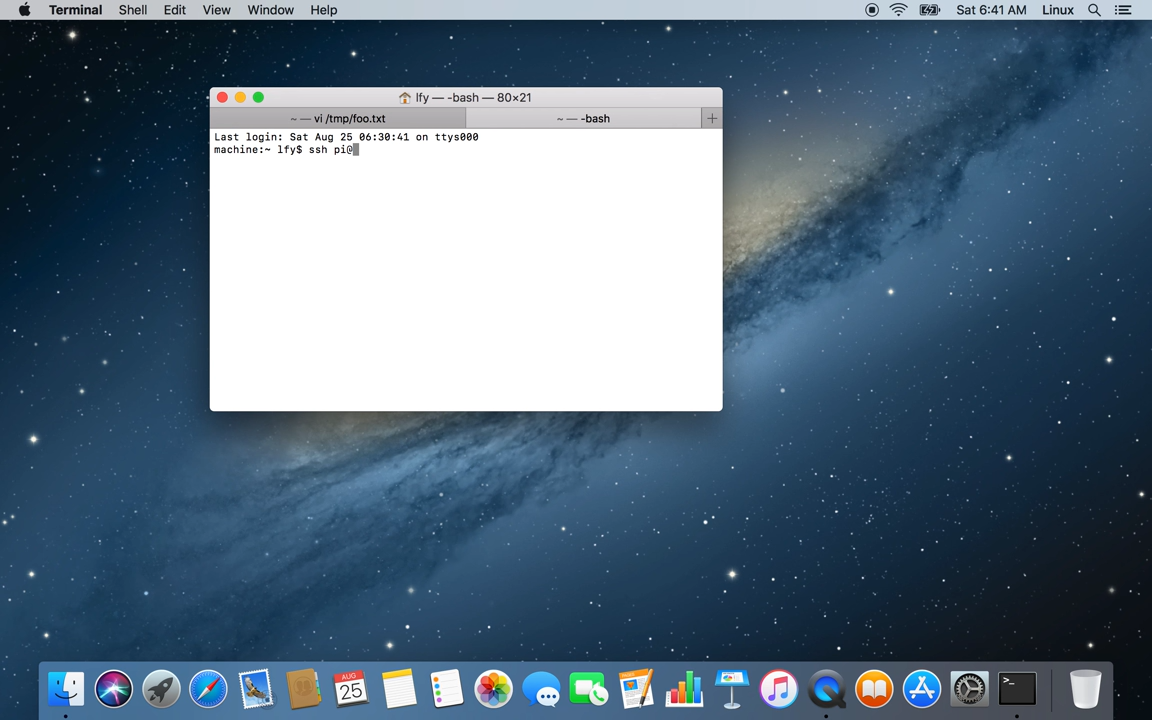 Terminal Shell Edit View Window Help Sat 6:41 AM Linux
lfy — -bash — 80×21
~ — vi /tmp/foo.txt ~ — -bash +
Last login: Sat Aug 25 06:30:41 on ttys000
machine:~ lfy$ ssh pi@
AUG
25
>_